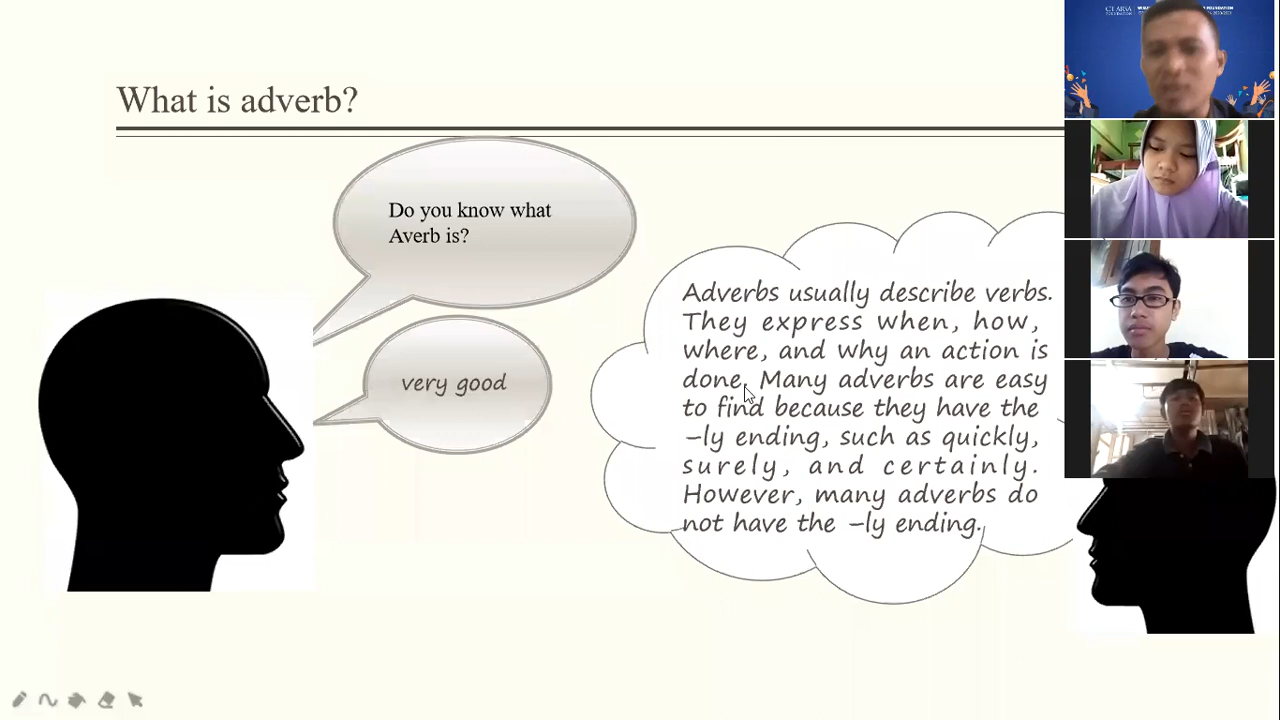 What is adverb?
Do you know what
Averb is?
very good
Adverbs usually describe verbs.
They express when, how,
where, and why an action is
done. Many adverbs are easy
to find because they have the
–ly ending, such as quickly,
surely, and certainly.
However, many adverbs do
not have the –ly ending.